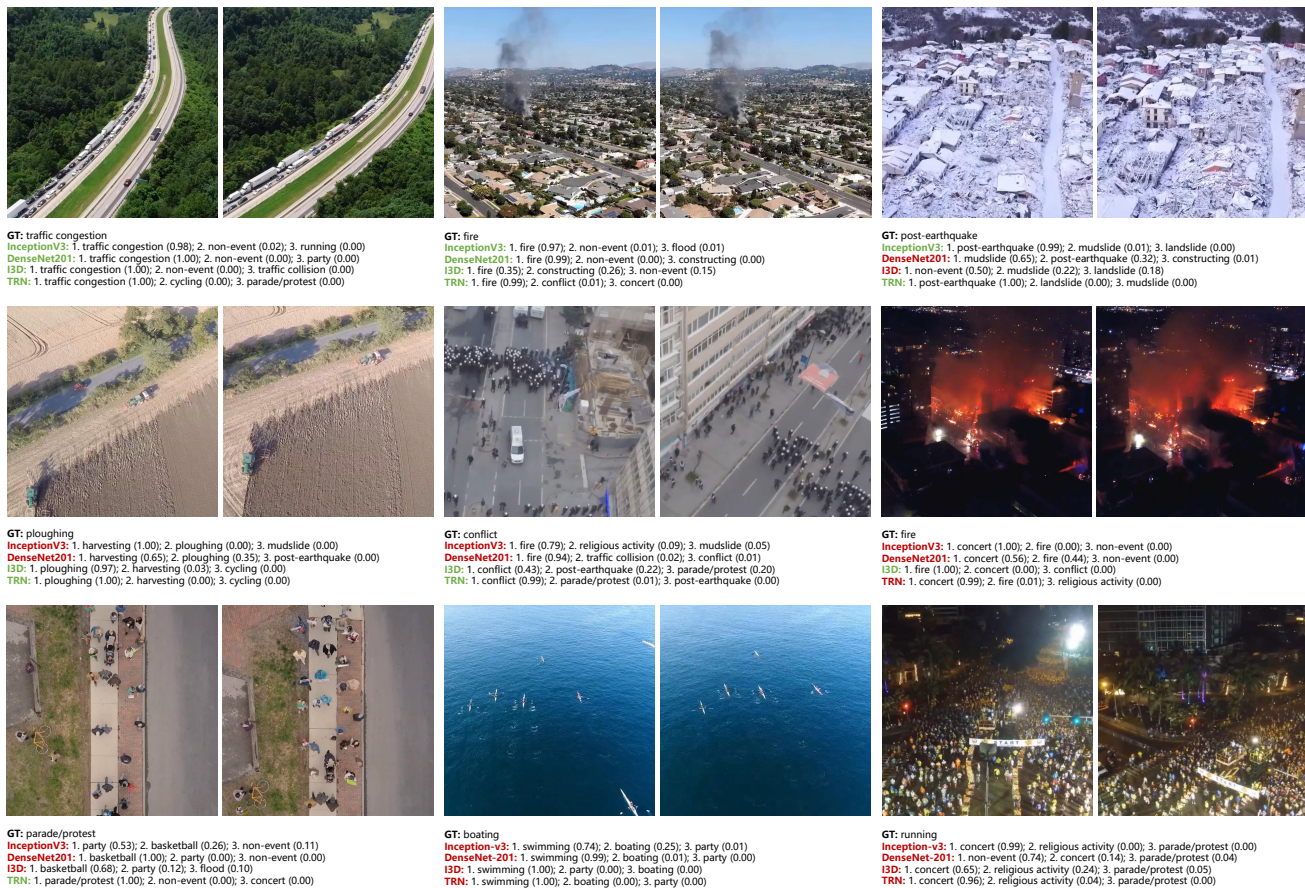 GT: traffic congestion
InceptionV3: 1. traffic congestion (0.98); 2. non-event (0.02); 3. running (0.00)
DenseNet201: 1. traffic congestion (1.00); 2. non-event (0.00); 3. party (0.00)
I3D: 1. traffic congestion (1.00); 2. non-event (0.00); 3. traffic collision (0.00)
TRN: 1. traffic congestion (1.00); 2. cycling (0.00); 3. parade/protest (0.00)
GT: fire
InceptionV3: 1. fire (0.97); 2. non-event (0.01); 3. flood (0.01)
DenseNet201: 1. fire (0.99); 2. non-event (0.00); 3. constructing (0.00)
I3D: 1. fire (0.35); 2. constructing (0.26); 3. non-event (0.15)
TRN: 1. fire (0.99); 2. conflict (0.01); 3. concert (0.00)
GT: post-earthquake
InceptionV3: 1. post-earthquake (0.99); 2. mudslide (0.01); 3. landslide (0.00)
DenseNet201: 1. mudslide (0.65); 2. post-earthquake (0.32); 3. constructing (0.01)
I3D: 1. non-event (0.50); 2. mudslide (0.22); 3. landslide (0.18)
TRN: 1. post-earthquake (1.00); 2. landslide (0.00); 3. mudslide (0.00)
GT: ploughing
InceptionV3: 1. harvesting (1.00); 2. ploughing (0.00); 3. mudslide (0.00)
DenseNet201: 1. harvesting (0.65); 2. ploughing (0.35); 3. post-earthquake (0.00)
I3D: 1. ploughing (0.97); 2. harvesting (0.03); 3. cycling (0.00)
TRN: 1. ploughing (1.00); 2. harvesting (0.00); 3. cycling (0.00)
GT: conflict
InceptionV3: 1. fire (0.79); 2. religious activity (0.09); 3. mudslide (0.05)
DenseNet201: 1. fire (0.94); 2. traffic collision (0.02); 3. conflict (0.01)
I3D: 1. conflict (0.43); 2. post-earthquake (0.22); 3. parade/protest (0.20)
TRN: 1. conflict (0.99); 2. parade/protest (0.01); 3. post-earthquake (0.00)
GT: fire
InceptionV3: 1. concert (1.00); 2. fire (0.00); 3. non-event (0.00)
DenseNet201: 1. concert (0.56); 2. fire (0.44); 3. non-event (0.00)
I3D: 1. fire (1.00); 2. concert (0.00); 3. conflict (0.00)
TRN: 1. concert (0.99); 2. fire (0.01); 3. religious activity (0.00)
START
GT: parade/protest
InceptionV3: 1. party (0.53); 2. basketball (0.26); 3. non-event (0.11)
DenseNet201: 1. basketball (1.00); 2. party (0.00); 3. non-event (0.00)
I3D: 1. basketball (0.68); 2. party (0.12); 3. flood (0.10)
TRN: 1. parade/protest (1.00); 2. non-event (0.00); 3. concert (0.00)
GT: boating
Inception-v3: 1. swimming (0.74); 2. boating (0.25); 3. party (0.01)
DenseNet-201: 1. swimming (0.99); 2. boating (0.01); 3. party (0.00)
I3D: 1. swimming (1.00); 2. party (0.00); 3. boating (0.00)
TRN: 1. swimming (1.00); 2. boating (0.00); 3. party (0.00)
GT: running
Inception-v3: 1. concert (0.99); 2. religious activity (0.00); 3. parade/protest (0.00)
DenseNet-201: 1. non-event (0.74); 2. concert (0.14); 3. parade/protest (0.04)
I3D: 1. concert (0.65); 2. religious activity (0.24); 3. parade/protest (0.05)
TRN: 1. concert (0.96); 2. religious activity (0.04); 3. parade/protest (0.00)